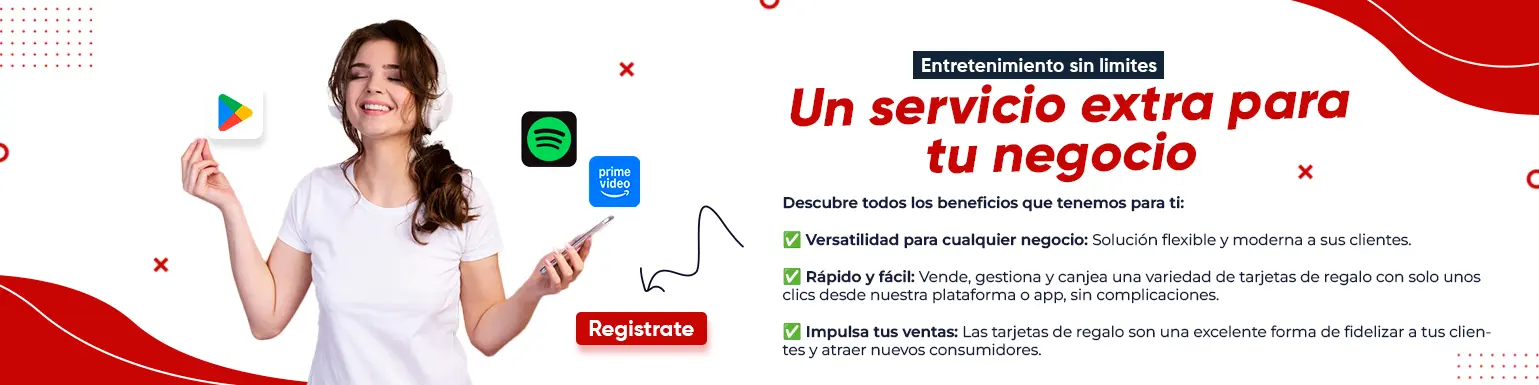 Entretenimiento sin limites
Un servicio extra para
tu negocio
prime
video
Descubre todos los beneficios que tenemos para ti:
✅ Versatilidad para cualquier negocio: Solución flexible y moderna a sus clientes.
✅ Rápido y fácil: Vende, gestiona y canjea una variedad de tarjetas de regalo con solo unos
clics desde nuestra plataforma o app, sin complicaciones.
Registrate
✅ Impulsa tus ventas: Las tarjetas de regalo son una excelente forma de fidelizar a tus clien-
tes y atraer nuevos consumidores.